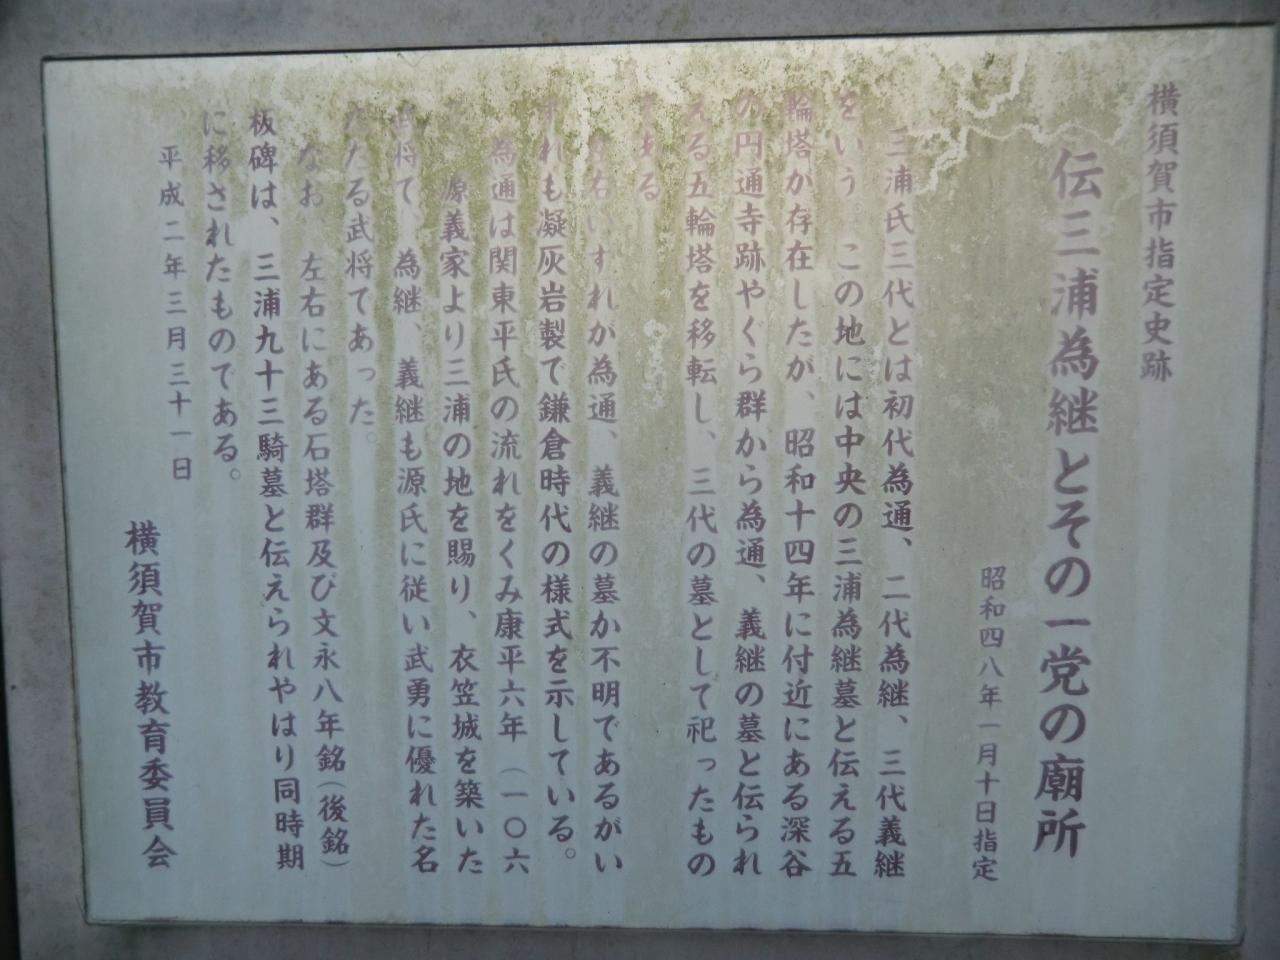 横須賀市指定史跡
伝三浦為継とその一党の廟所
昭和四八年一月十日指定
三浦氏三代とは初代為通、二代為継、三代義継
をいう。この地には中央の三浦為継墓と伝える五
輪塔が存在したが、昭和十四年に付近にある深谷
の円通寺跡やぐら群から為通、義継の墓と伝られ
える五輪塔を移転し、三代の墓として祀ったもの
である
左右いずれが為通、義継の墓か不明であるがい
ずれも凝灰岩製で鎌倉時代の様式を示している。
為通は関東平氏の流れをくみ康平六年(一〇六
源義家より三浦の地を賜り、衣笠城を築いた
武将で、為継、義継も源氏に従い武勇に優れた名
たる武将であった。
なお、左右にある石塔群及び文永八年銘(後銘)
板碑は、三浦九十三騎墓と伝えられやはり同時期
に移されたものである。
平成二年三月三十一日
横須賀市教育委員会